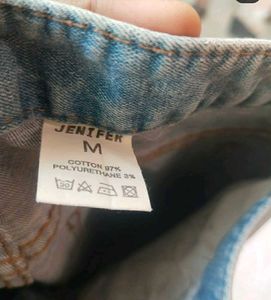 JENIFER
M
COTTON 97%
POLYURETHANE 3%